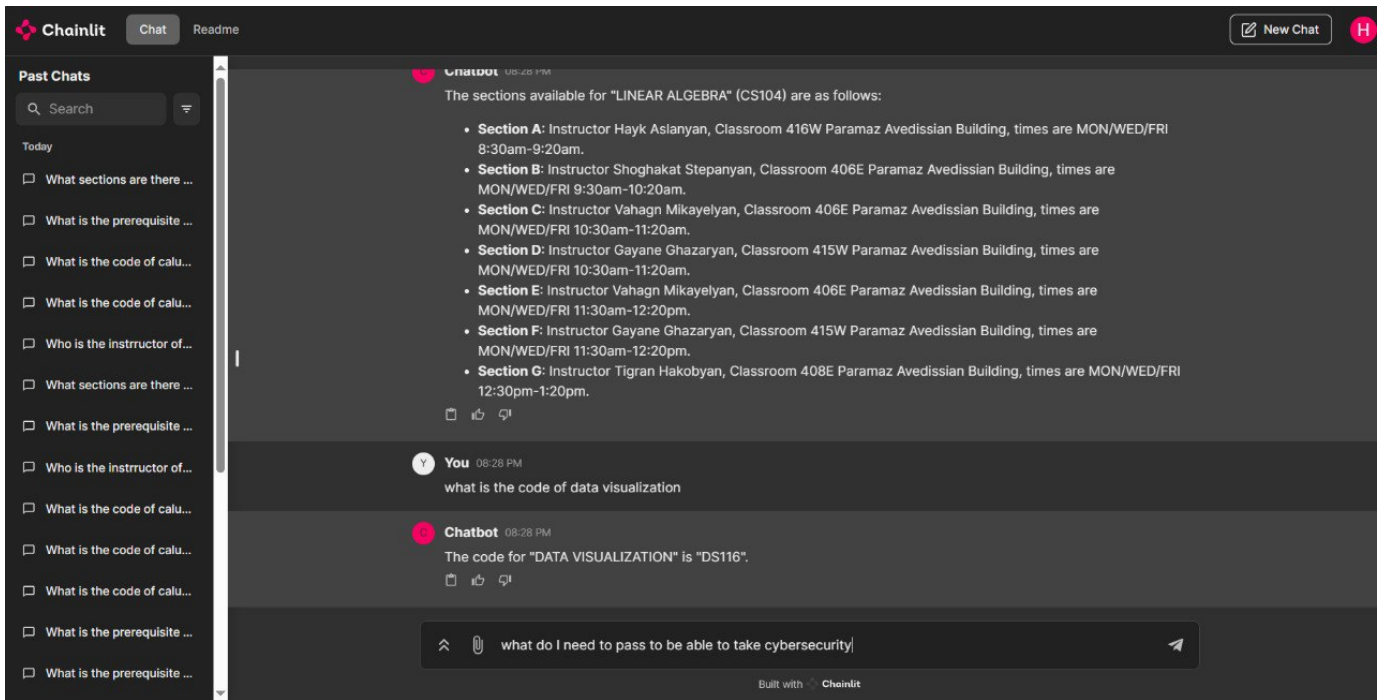 Chainlit
Chat
Readme
New Chat
H
Past Chats
Search
Today
What sections are there ...
What is the prerequisite ...
What is the code of calu...
What is the code of calu...
Who is the instrructor of...
What sections are there ...
What is the prerequisite ...
Who is the instrructor of...
What is the code of calu...
What is the code of calu...
What is the code of calu...
What is the prerequisite ...
What is the prerequisite ...
C
Chatbot 08:28 PM
The sections available for "LINEAR ALGEBRA" (CS104) are as follows:
• Section A: Instructor Hayk Aslanyan, Classroom 416W Paramaz Avedissian Building, times are MON/WED/FRI
8:30am-9:20am.
• Section B: Instructor Shoghakat Stepanyan, Classroom 406E Paramaz Avedissian Building, times are
MON/WED/FRI 9:30am-10:20am.
• Section C: Instructor Vahagn Mikayelyan, Classroom 406E Paramaz Avedissian Building, times are
MON/WED/FRI 10:30am-11:20am.
• Section D: Instructor Gayane Ghazaryan, Classroom 415W Paramaz Avedissian Building, times are
MON/WED/FRI 10:30am-11:20am.
• Section E: Instructor Vahagn Mikayelyan, Classroom 406E Paramaz Avedissian Building, times are
MON/WED/FRI 11:30am-12:20pm.
• Section F: Instructor Gayane Ghazaryan, Classroom 415W Paramaz Avedissian Building, times are
MON/WED/FRI 11:30am-12:20pm.
• Section G: Instructor Tigran Hakobyan, Classroom 408E Paramaz Avedissian Building, times are MON/WED/FRI
12:30pm-1:20pm.
Y
You 08:28 PM
what is the code of data visualization
C
Chatbot 08:28 PM
The code for "DATA VISUALIZATION" is "DS116".
what do I need to pass to be able to take cybersecurity
Built with Chainlit